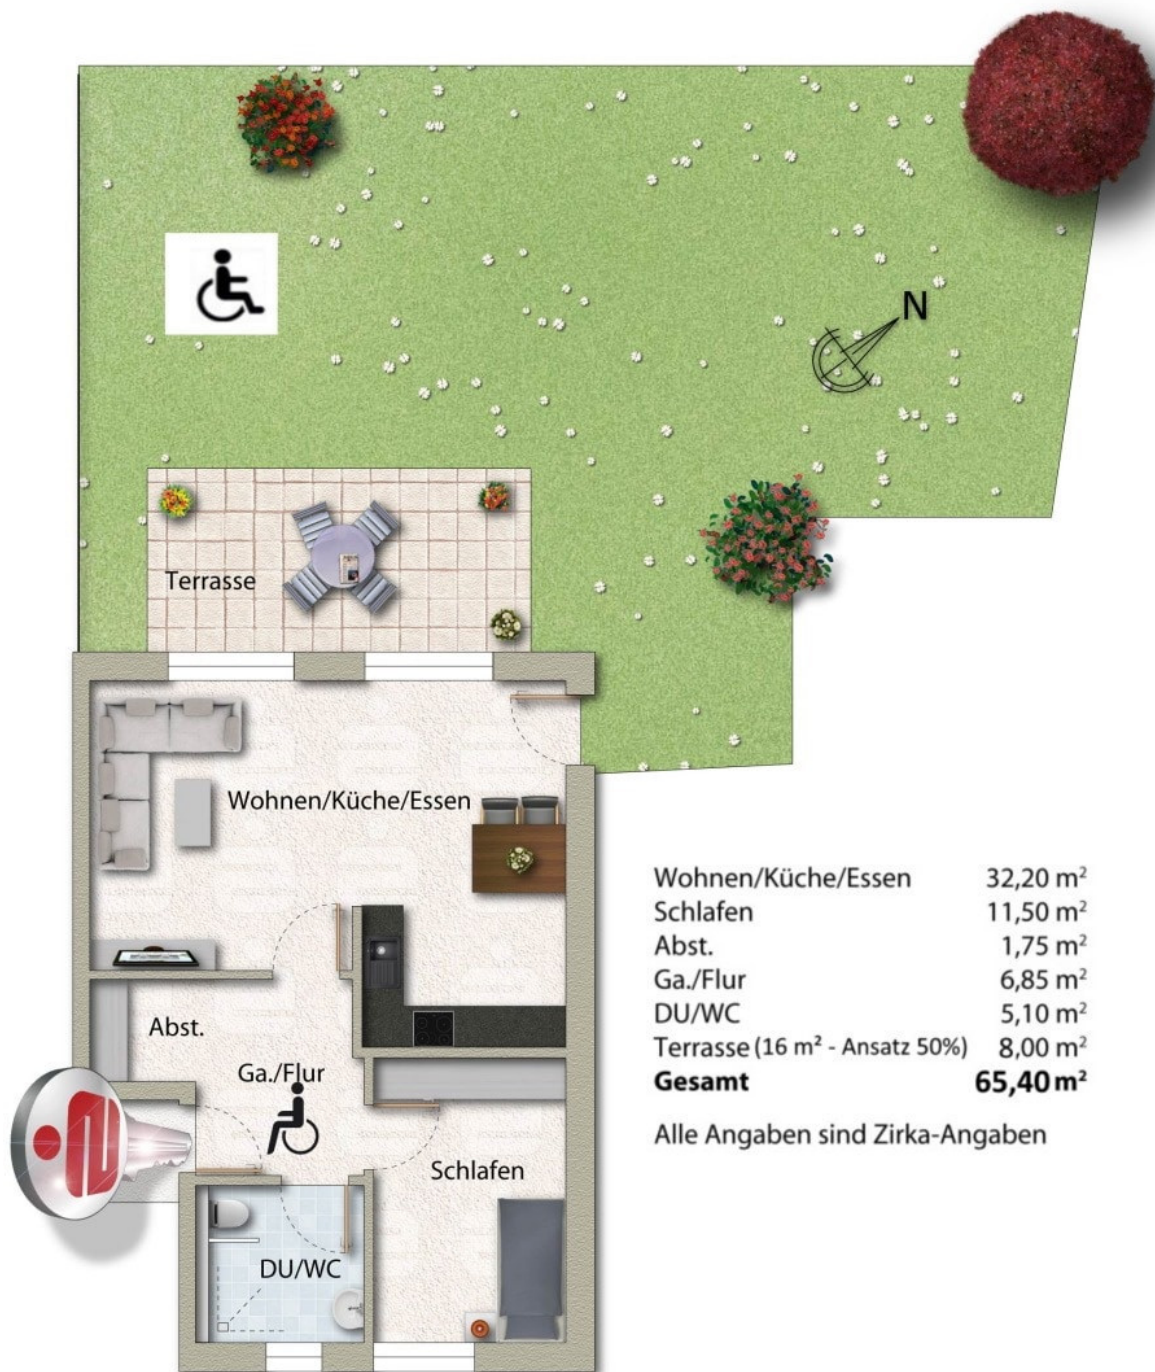 N
Terrasse
Wohnen/Küche/Essen
Abst.
Ga./Flur
Schlafen
DU/WC
Wohnen/Küche/Essen 32,20 m²
Schlafen 11,50 m²
Abst. 1,75 m²
Ga./Flur 6,85 m²
DU/WC 5,10 m²
Terrasse (16 m² - Ansatz 50%) 8,00 m²
Gesamt 65,40 m²
Alle Angaben sind Zirka-Angaben